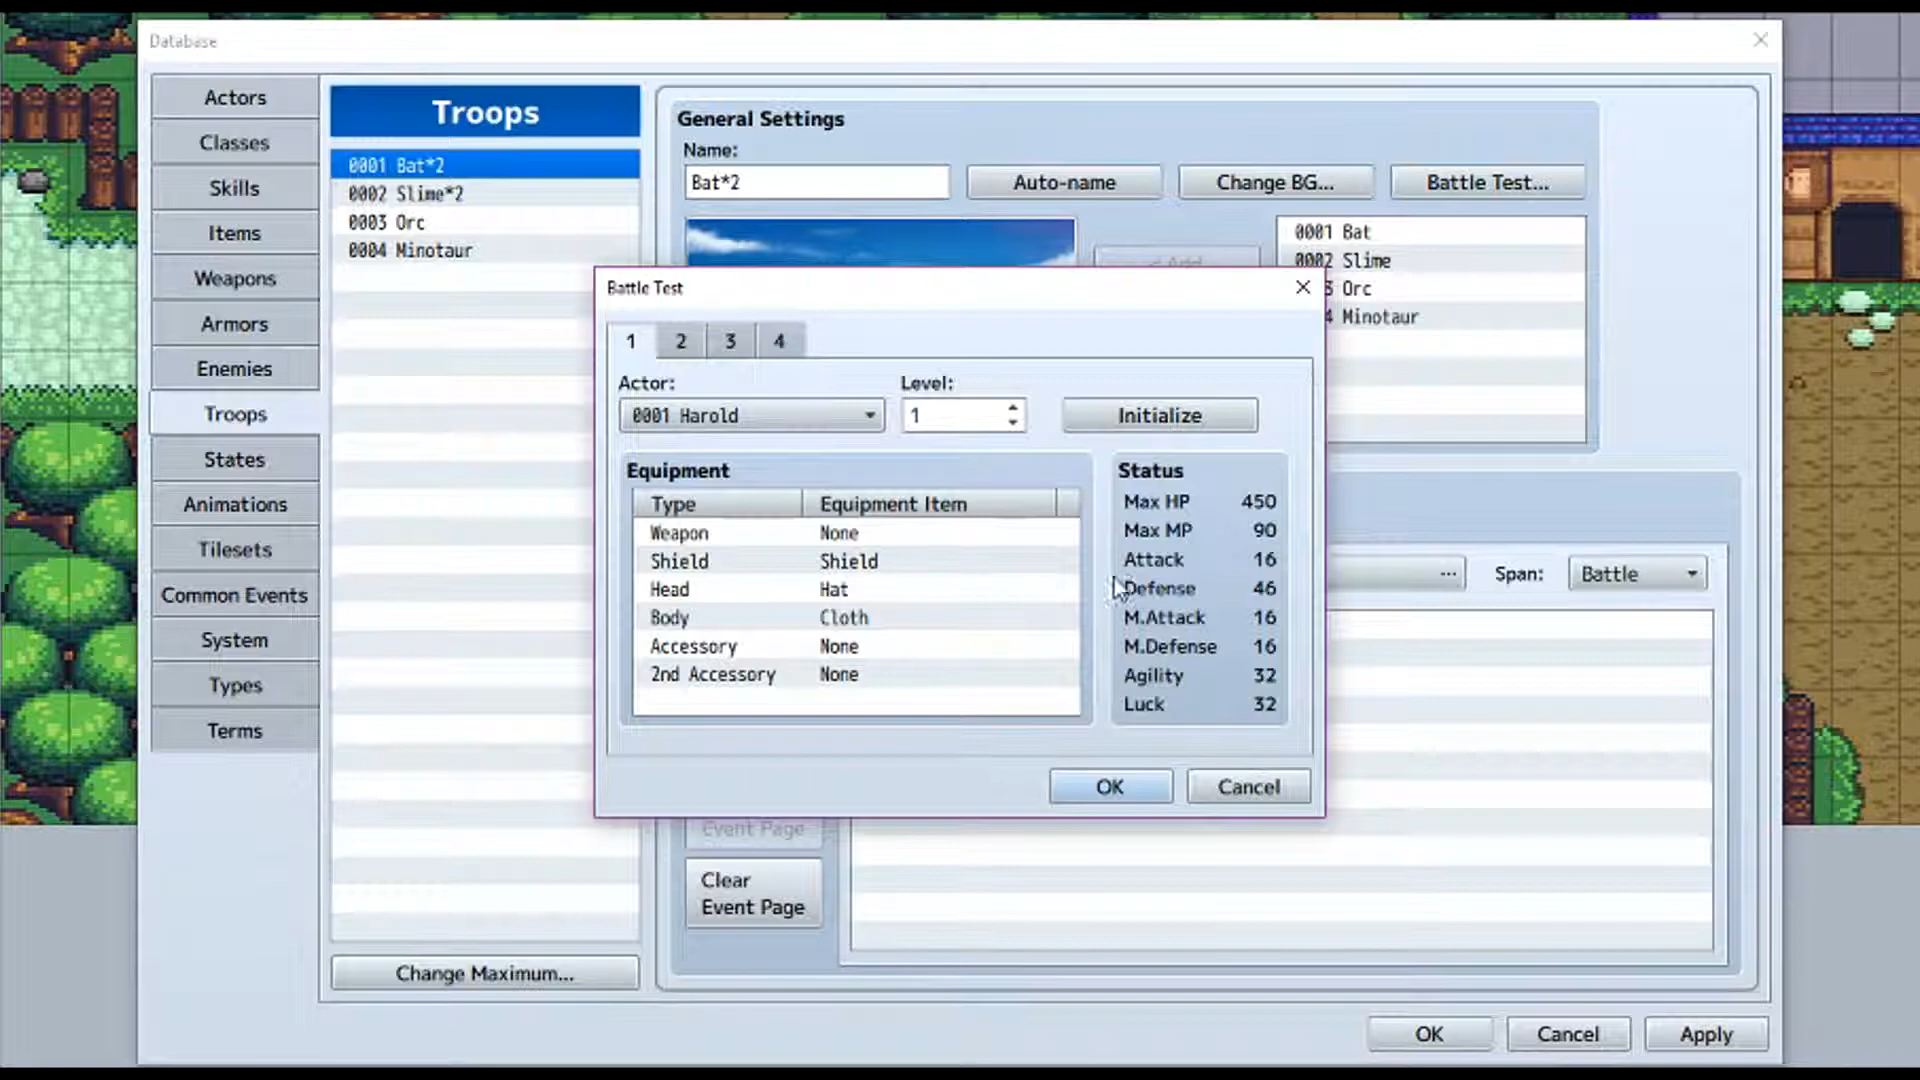 Database
Actors
Classes
Skills
Items
Weapons
Armors
Enemies
Troops
States
Animations
Tilesets
Common Events
System
Types
Terms
Troops
0001 Bat*2
0002 Slime*2
0003 Orc
0004 Minotaur
Change Maximum...
General Settings
Name:
Bat*2
Auto-name
Change BG...
Battle Test...
< Add
0001 Bat
0002 Slime
3 Orc
4 Minotaur
Battle Test
1 2 3 4
Actor:
Level:
0001 Harold
1
Initialize
Equipment
Type Equipment Item
Weapon None
Shield Shield
Head Hat
Body Cloth
Accessory None
2nd Accessory None
Status
Max HP 450
Max MP 90
Attack 16
Defense 46
M.Attack 16
M.Defense 16
Agility 32
Luck 32
OK
Cancel
...
Span:
Battle
Event Page
Clear
Event Page
OK
Cancel
Apply